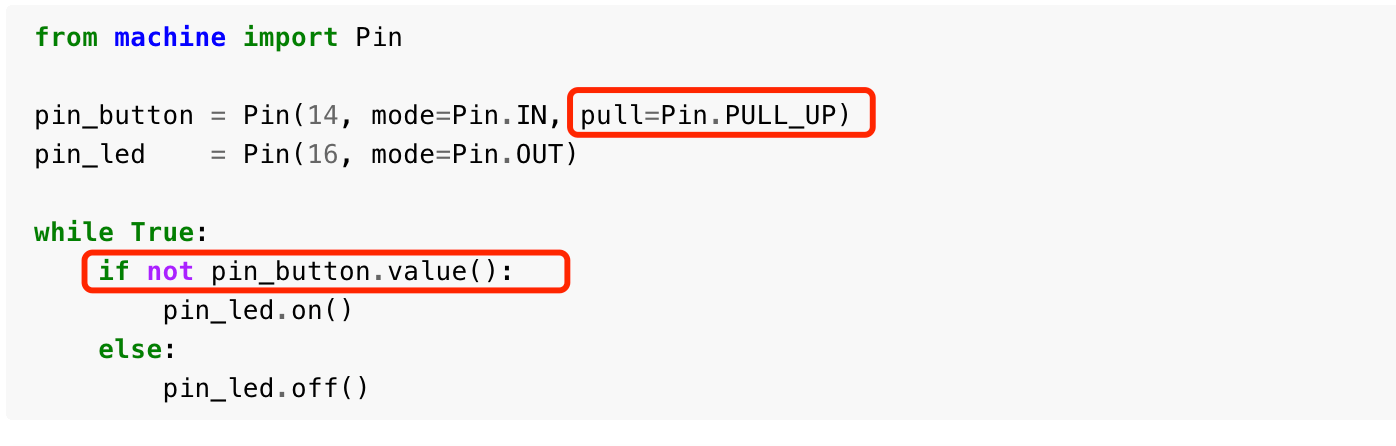 from machine import Pin
pin_button = Pin(14, mode=Pin.IN, pull=Pin.PULL_UP)
pin_led    = Pin(16, mode=Pin.OUT)
while True:
    if not pin_button.value():
        pin_led.on()
    else:
        pin_led.off()